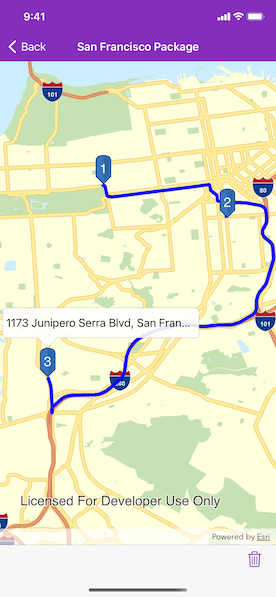 9:41
Back
San Francisco Package
101
1
80
2
1173 Junipero Serra Blvd, San Fran...
101
3
Licensed For Developer Use Only
Powered by Esri